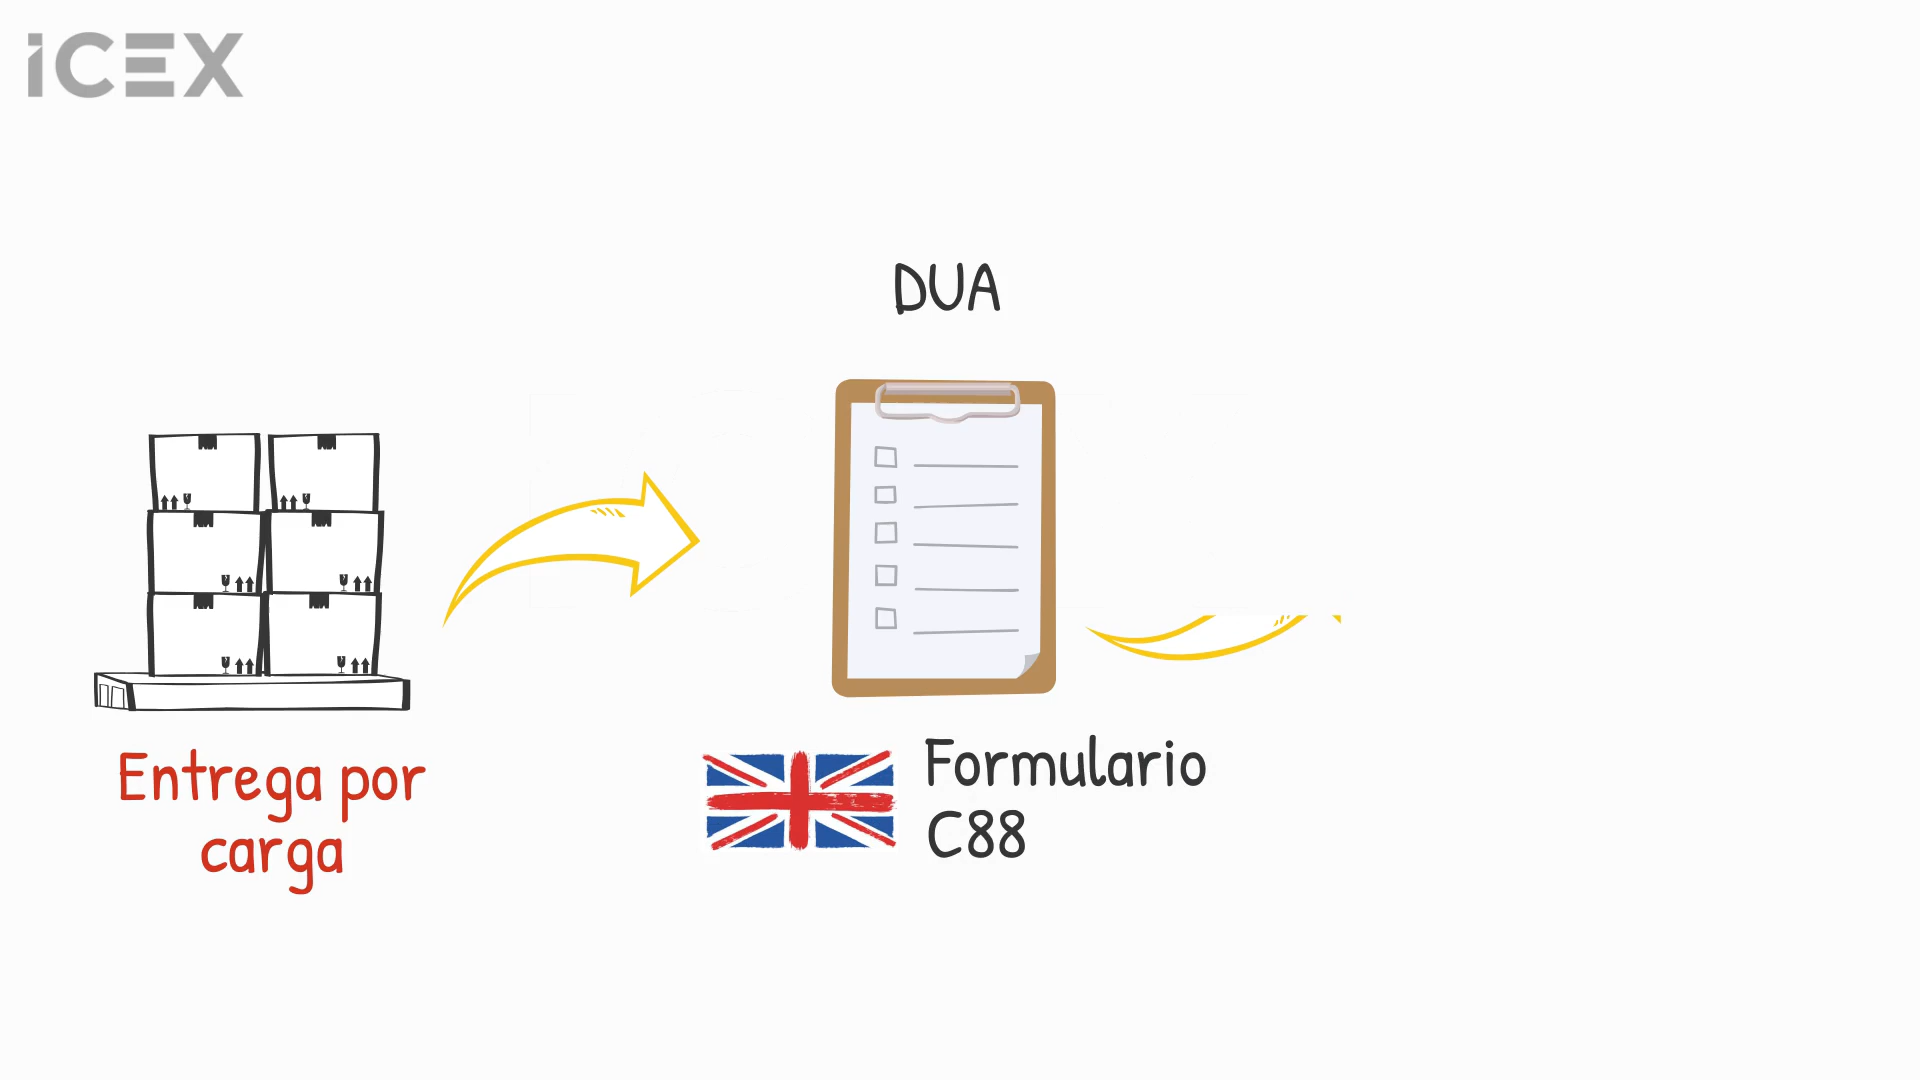 iCEX
DUA
Entrega por
carga
Formulario
C88